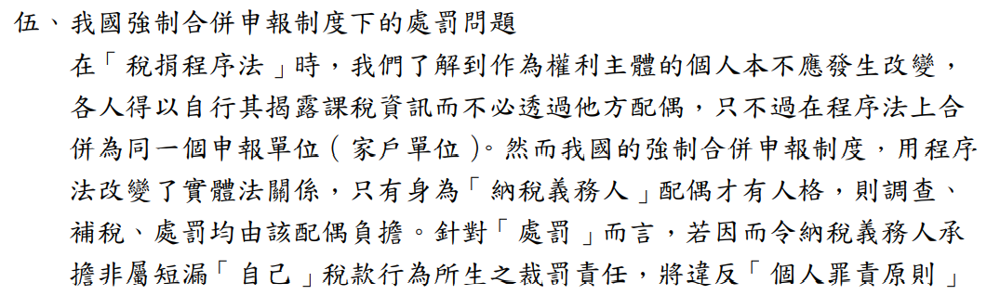 伍、我國強制合併申報制度下的處罰問題
在「稅捐程序法」時，我們了解到作為權利主體的個人本不應發生改變，
各人得以自行其揭露課稅資訊而不必透過他方配偶，只不過在程序法上合
併為同一個申報單位（家戶單位）。然而我國的強制合併申報制度，用程序
法改變了實體法關係，只有身為「納稅義務人」配偶才有人格，則調查、
補稅、處罰均由該配偶負擔。針對「處罰」而言，若因而令納稅義務人承
擔非屬短漏「自己」稅款行為所生之裁罰責任，將違反「個人罪責原則」